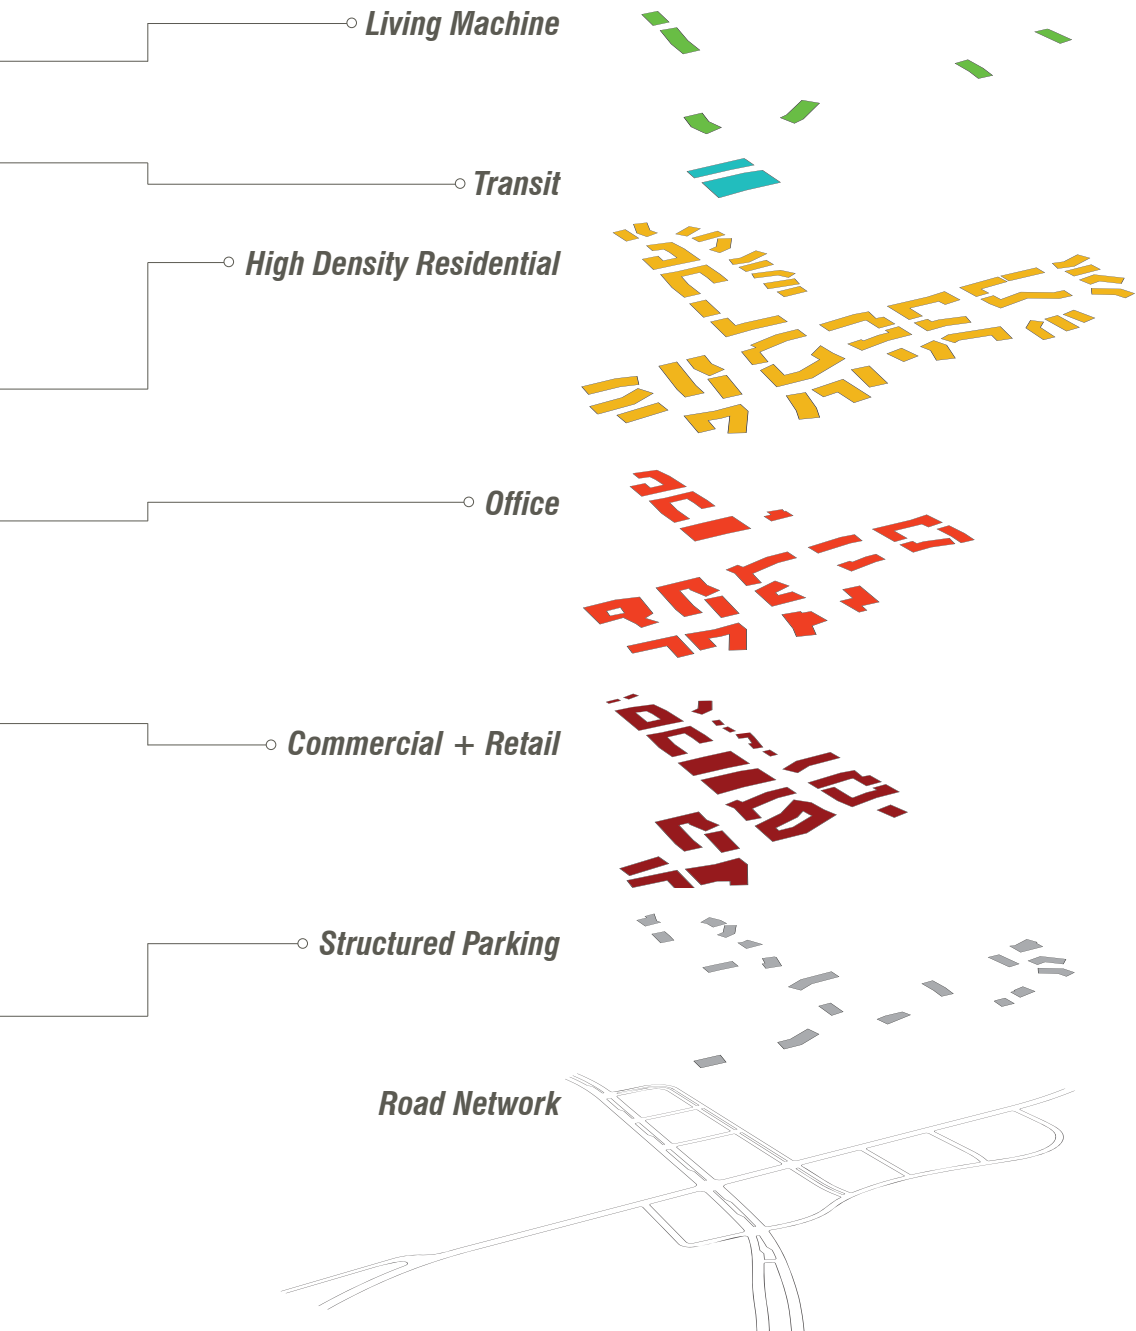 Living Machine
Transit
High Density Residential
Office
Commercial + Retail
Structured Parking
Road Network